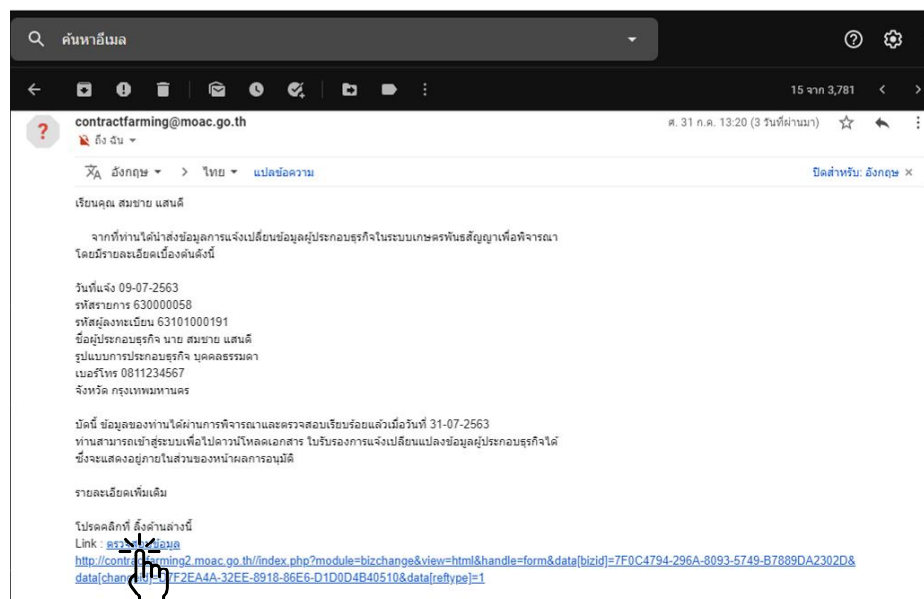 ค้นหาอีเมล
15 จาก 3,781
contractfarming@moac.go.th
ศ. 31 ก.ค. 13:20 (3 วันที่ผ่านมา)
ถึง ฉัน
อังกฤษ > ไทย แปลข้อความ
ปิดสำหรับ: อังกฤษ ×
เรียนคุณ สมชาย แสนดี
จากที่ท่านได้นำส่งข้อมูลการแจ้งเปลี่ยนข้อมูลผู้ประกอบธุรกิจในระบบเกษตรพันธสัญญาเพื่อพิจารณา
โดยมีรายละเอียดเบื้องต้นดังนี้
วันที่แจ้ง 09-07-2563
รหัสรายการ 630000058
รหัสผู้ลงทะเบียน 63101000191
ชื่อผู้ประกอบธุรกิจ นาย สมชาย แสนดี
รูปแบบการประกอบธุรกิจ บุคคลธรรมดา
เบอร์โทร 0811234567
จังหวัด กรุงเทพมหานคร
บัดนี้ ข้อมูลของท่านได้ผ่านการพิจารณาและตรวจสอบเรียบร้อยแล้วเมื่อวันที่ 31-07-2563
ท่านสามารถเข้าสู่ระบบเพื่อไปดาวน์โหลดเอกสาร ใบรับรองการแจ้งเปลี่ยนแปลงข้อมูลผู้ประกอบธุรกิจได้
ซึ่งจะแสดงอยู่ภายในส่วนของหน้าผลการอนุมัติ
รายละเอียดเพิ่มเติม
โปรดคลิกที่ ลิ้งด้านล่างนี้
Link : ตรวจสอบข้อมูล
http://contractfarming2.moac.go.th//index.php?module=bizchange&view=html&handle=form&data[bizid]=7F0C4794-296A-8093-5749-B7889DA2302D&
7F2EA4A-32EE-8918-86E6-D1D0D4B40510&data[reftype]=1